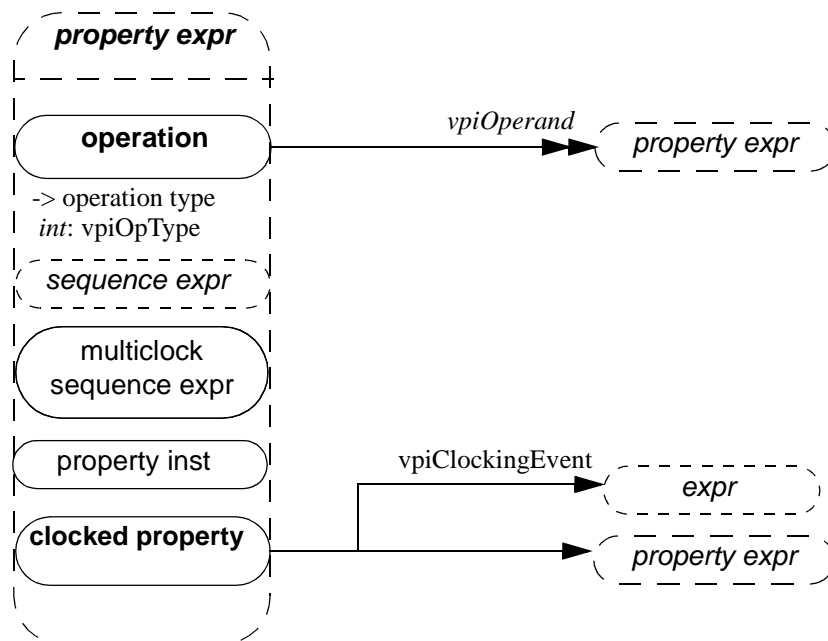 property expr
operation
vpiOperand
property expr
-> operation type
int: vpiOpType
sequence expr
multiclock
sequence expr
property inst
vpiClockingEvent
expr
clocked property
property expr